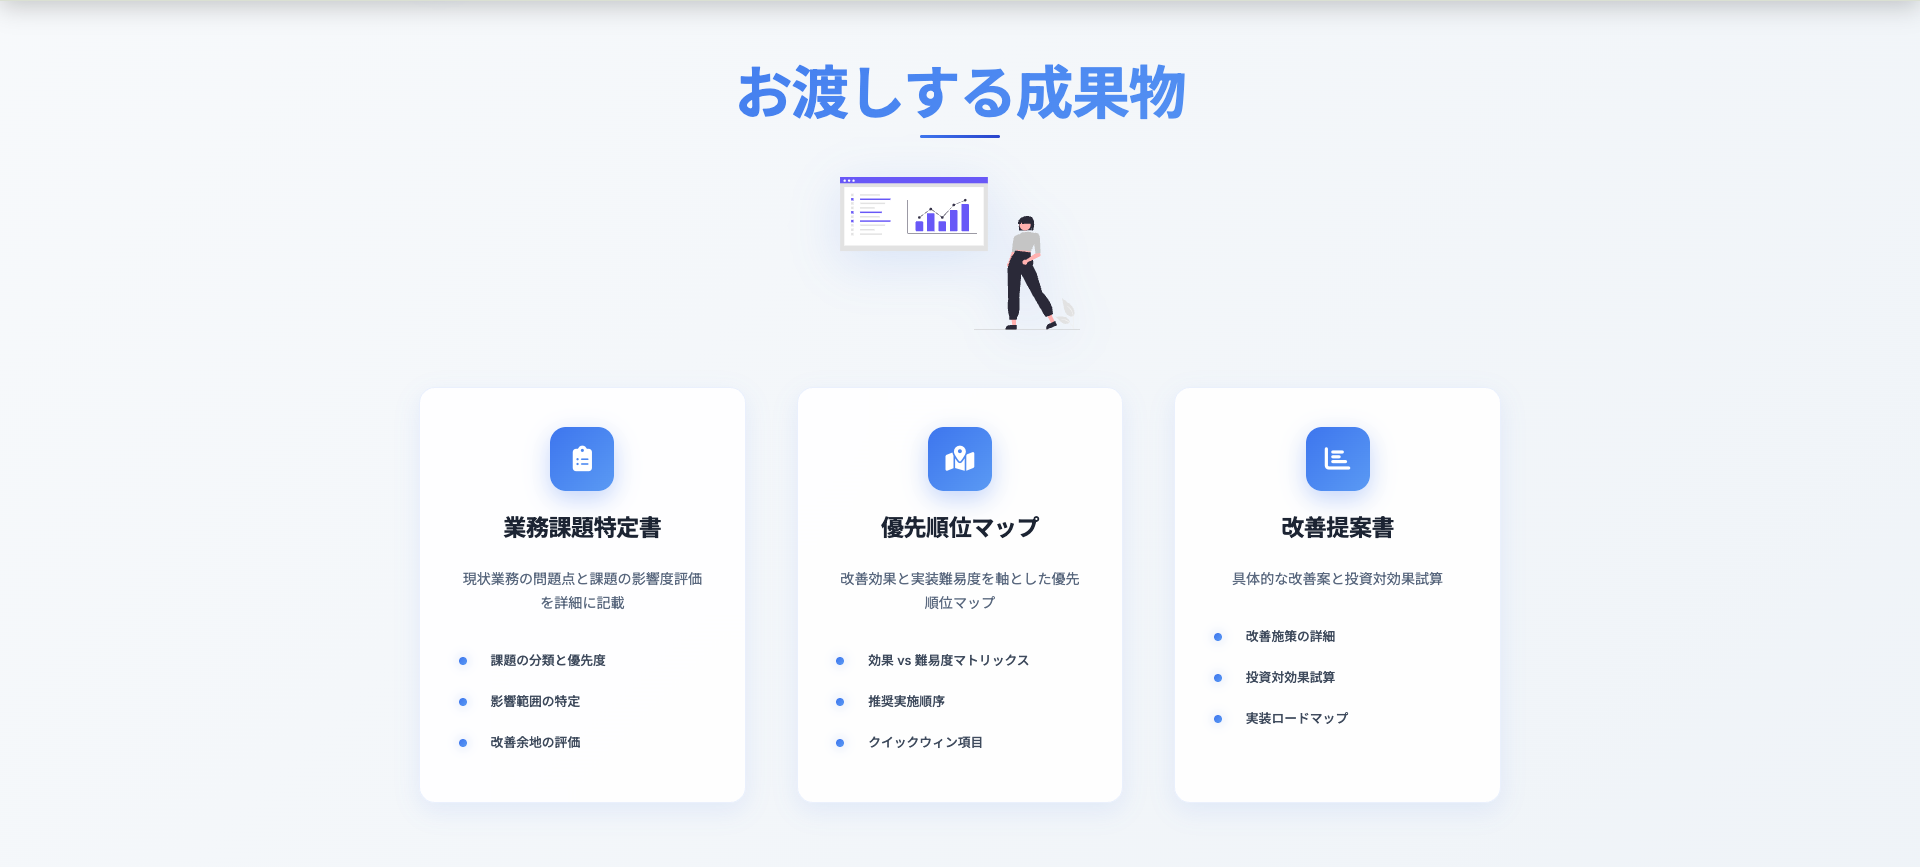 お渡しする成果物
業務課題特定書
現状業務の問題点と課題の影響度評価
を詳細に記載
課題の分類と優先度
影響範囲の特定
改善余地の評価
優先順位マップ
改善効果と実装難易度を軸とした優先
順位マップ
効果 vs 難易度マトリックス
推奨実施順序
クイックウィン項目
改善提案書
具体的な改善案と投資対効果試算
改善施策の詳細
投資対効果試算
実装ロードマップ